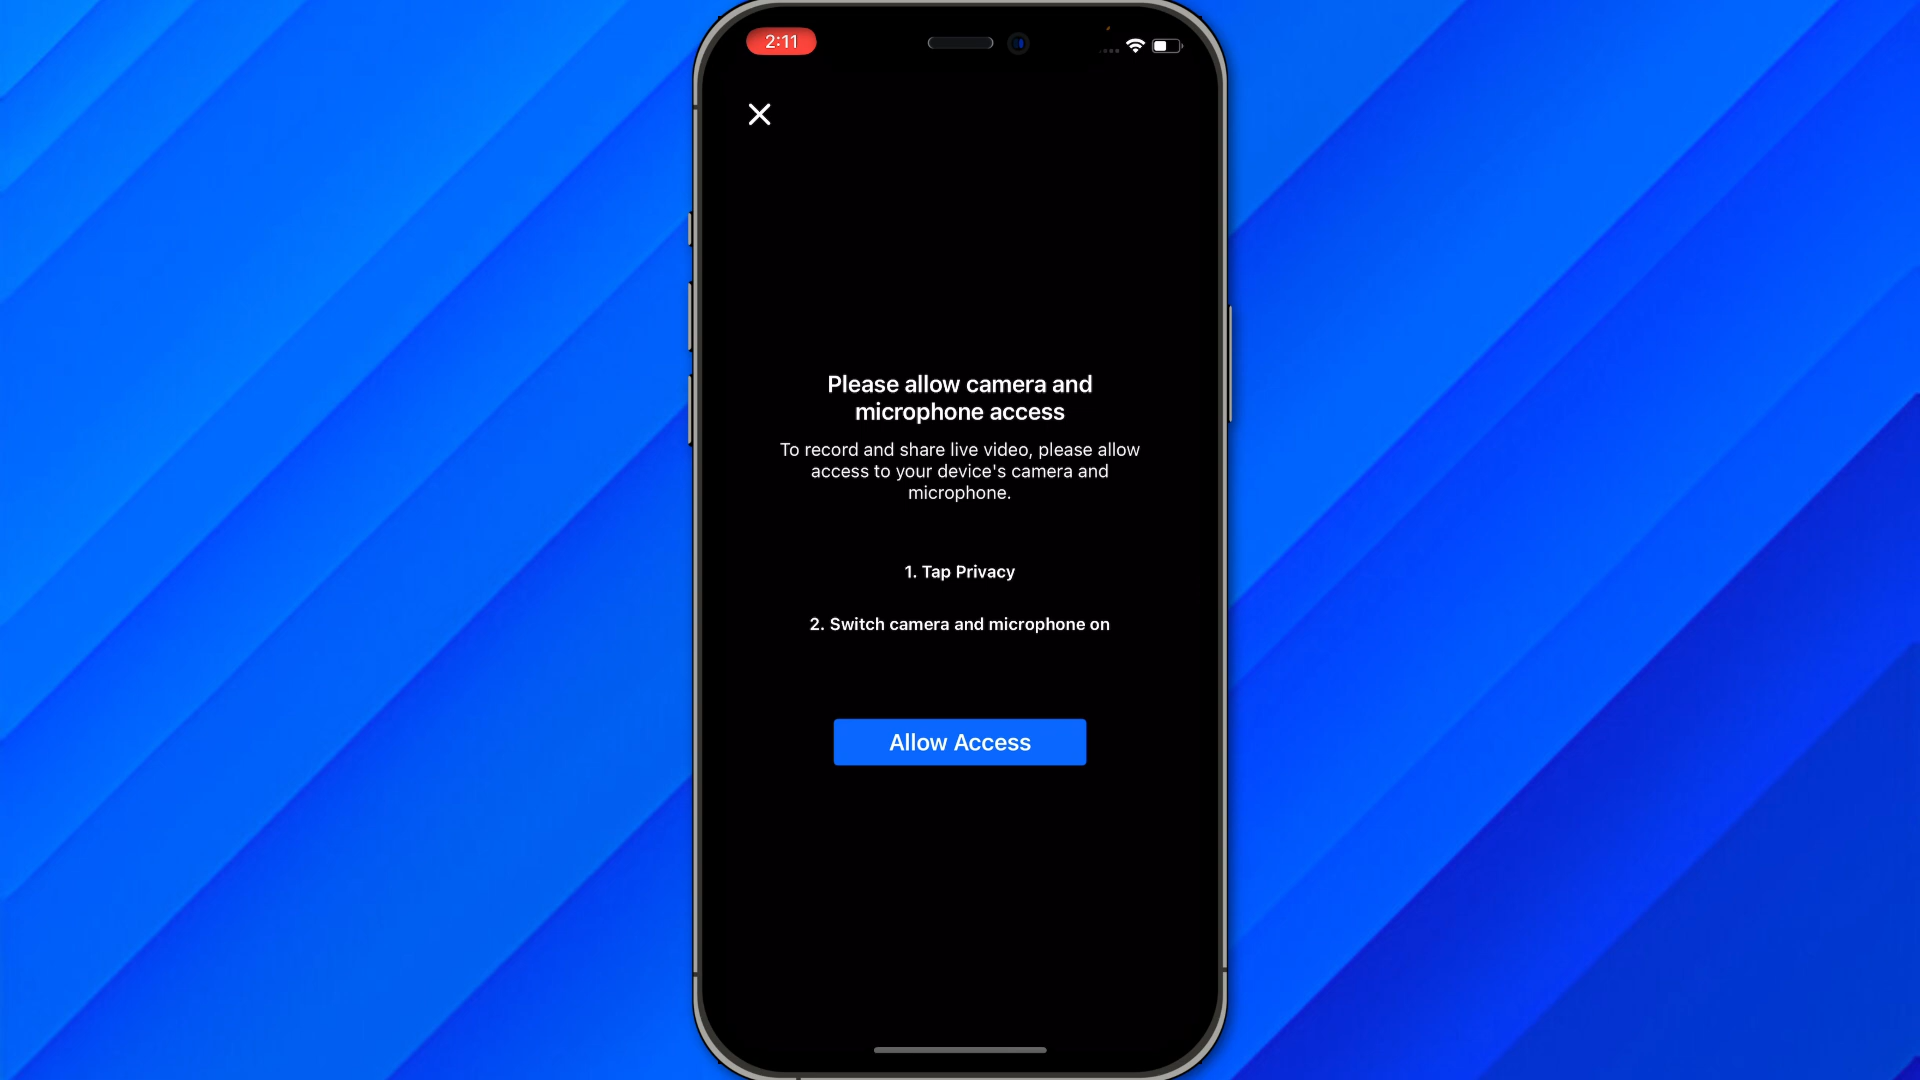 2:11
Please allow camera and
microphone access
To record and share live video, please allow
access to your device's camera and
microphone.
1. Tap Privacy
2. Switch camera and microphone on
Allow Access